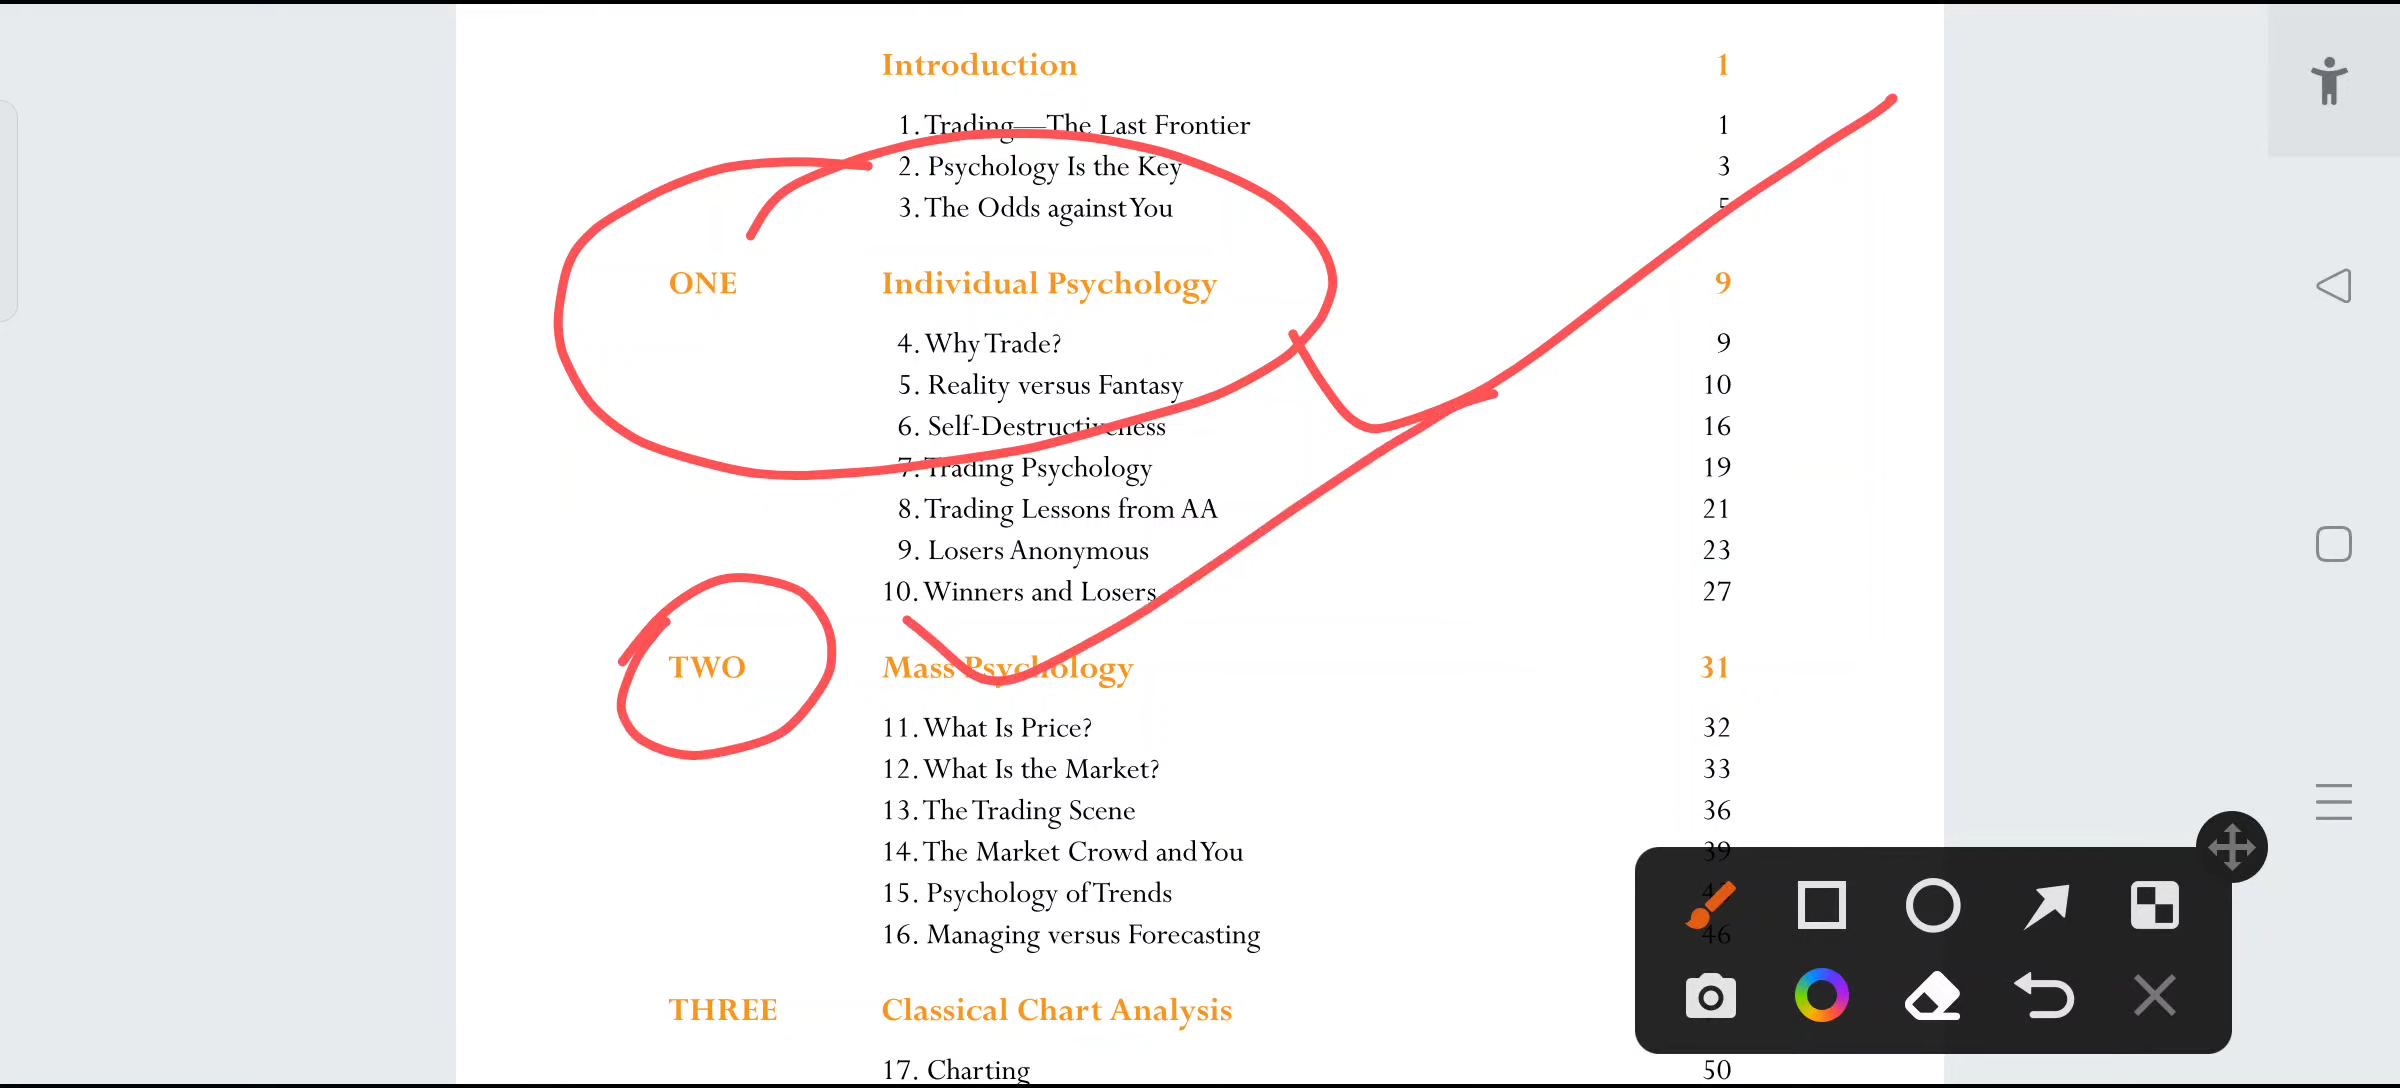 Introduction 1
1. Trading—The Last Frontier 1
2. Psychology Is the Key 3
3. The Odds against You 5
ONE Individual Psychology 9
4. Why Trade? 9
5. Reality versus Fantasy 10
6. Self-Destructiveness 16
7. Trading Psychology 19
8. Trading Lessons from AA 21
9. Losers Anonymous 23
10. Winners and Losers 27
TWO Mass Psychology 31
11. What Is Price? 32
12. What Is the Market? 33
13. The Trading Scene 36
14. The Market Crowd and You 39
15. Psychology of Trends
16. Managing versus Forecasting 46
THREE Classical Chart Analysis
17. Charting 50